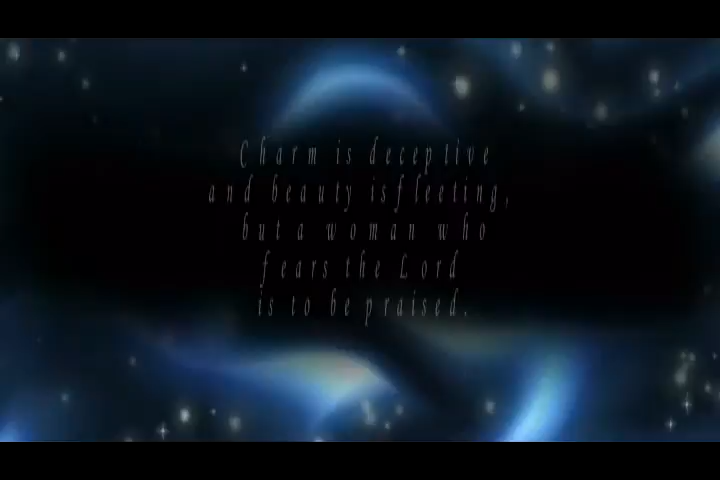 Charm is deceptive
and beauty is fleeting,
but a woman who
fears the Lord
is to be praised.